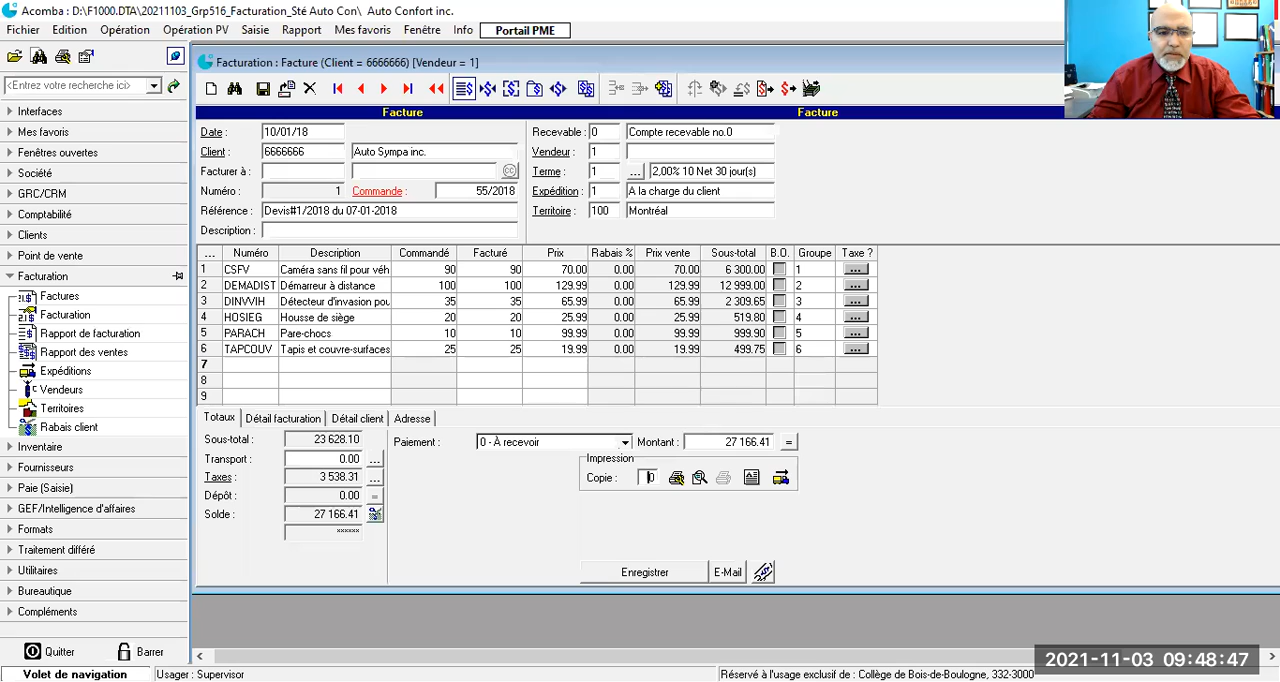 Acomba : D:\F1000.DTA\20211103_Grp516_Facturation_Sté Auto Con\ Auto Confort inc.
Fichier Edition Opération Opération PV Saisie Rapport Mes favoris Fenêtre Info Portail PME
<Entrez votre recherche ici>
Interfaces
Mes favoris
Fenêtres ouvertes
Société
GRC/CRM
Comptabilité
Clients
Point de vente
Facturation
Factures
Facturation
Rapport de facturation
Rapport des ventes
Expéditions
Vendeurs
Territoires
Rabais client
Inventaire
Fournisseurs
Paie (Saisie)
GEF/Intelligence d'affaires
Formats
Traitement différé
Utilitaires
Bureautique
Compléments
Quitter Barrer
Facturation : Facture (Client = 6666666) [Vendeur = 1]
Facture Facture
Date : 10/01/18
Client : 6666666 Auto Sympa inc.
Facturer à :
Numéro : 1 Commande : 55/2018
Référence : Devis#1/2018 du 07-01-2018
Description :
Recevable : 0 Compte recevable no.0
Vendeur : 1
Terme : 1 ... 2,00% 10 Net 30 jour(s)
Expédition : 1 A la charge du client
Territoire : 100 Montréal
... Numéro Description Commandé Facturé Prix Rabais % Prix vente Sous-total B.O. Groupe Taxe ?
1 CSFV Caméra sans fil pour véh 90 90 70.00 0.00 70.00 6 300.00 1 ...
2 DEMADIST Démarreur à distance 100 100 129.99 0.00 129.99 12 999.00 2 ...
3 DINVVIH Détecteur d'invasion pou 35 35 65.99 0.00 65.99 2 309.65 3 ...
4 HOSIEG Housse de siège 20 20 25.99 0.00 25.99 519.80 4 ...
5 PARACH Pare-chocs 10 10 99.99 0.00 99.99 999.90 5 ...
6 TAPCOUV Tapis et couvre-surfaces 25 25 19.99 0.00 19.99 499.75 6 ...
7
8
9
Totaux Détail facturation Détail client Adresse
Sous-total : 23 628.10
Transport : 0.00 ...
Taxes : 3 538.31 ...
Dépôt : 0.00 =
Solde : 27 166.41
××××××
Paiement : 0 - À recevoir Montant : 27 166.41 =
Impression
Copie : 0
Enregistrer E-Mail
2021-11-03 09:48:47
Volet de navigation Usager : Supervisor Réservé à l'usage exclusif de : Collège de Bois-de-Boulogne, 332-3000